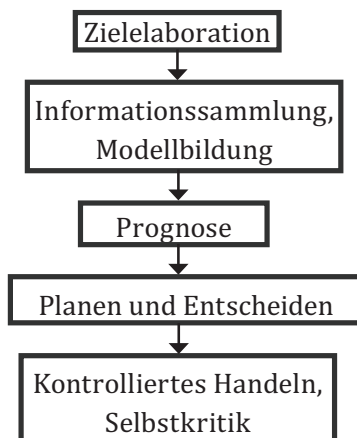 Zielelaboration
Informationssammlung,
Modellbildung
Prognose
Planen und Entscheiden
Kontrolliertes Handeln,
Selbstkritik